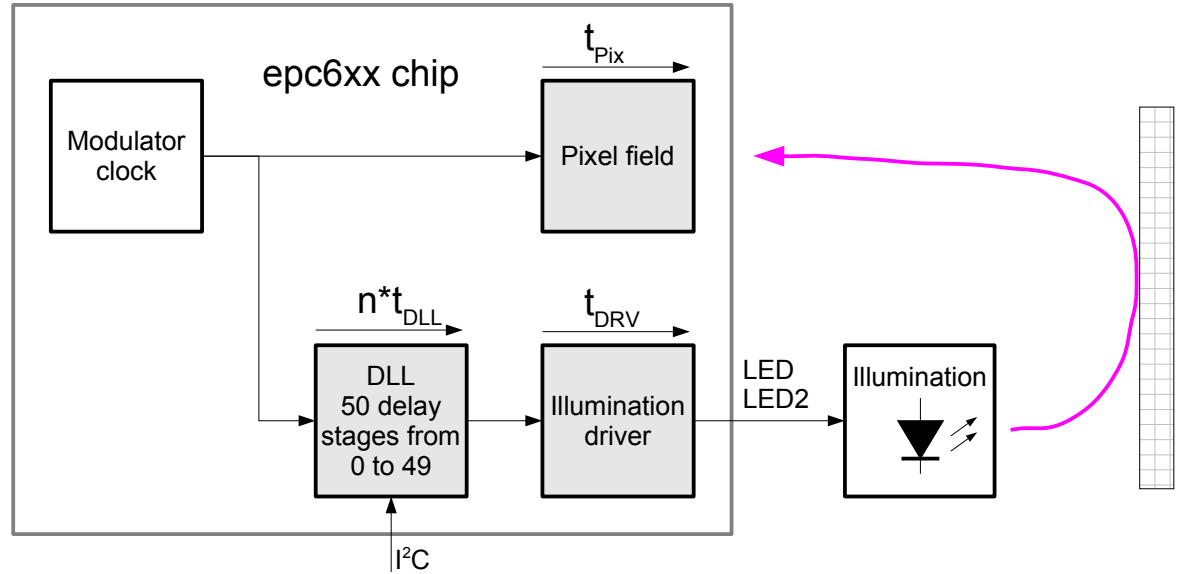 epc6xx chip
t_Pix
Modulator
clock
Pixel field
n*t_DLL
t_DRV
DLL
50 delay
stages from
0 to 49
Illumination
driver
LED
LED2
Illumination
I²C